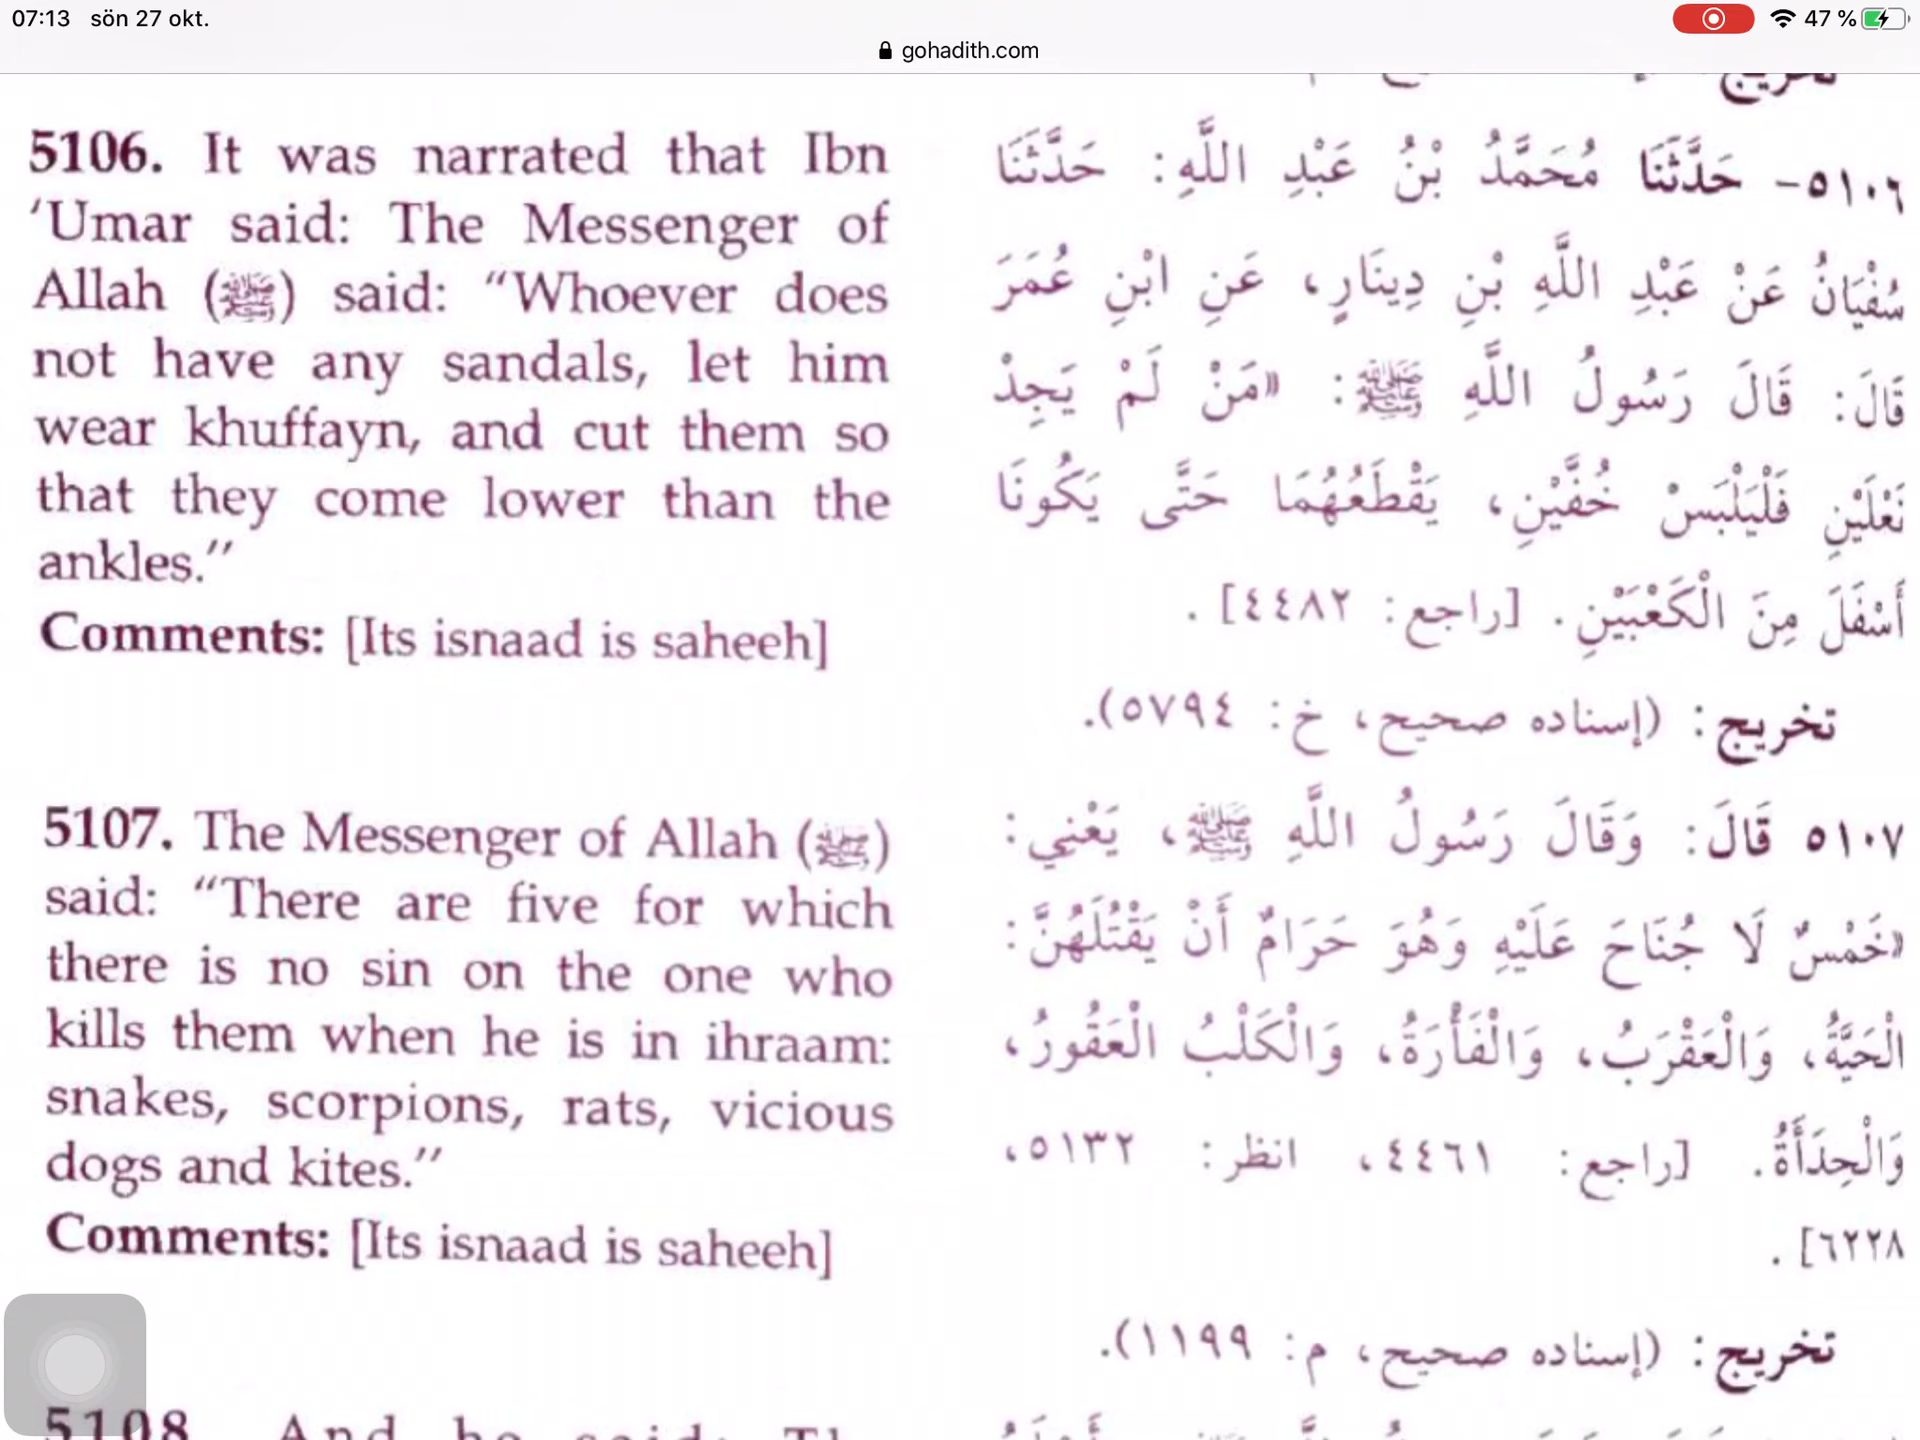 07:13 sön 27 okt.
47 %
gohadith.com
5106. It was narrated that Ibn
‘Umar said: The Messenger of
Allah (ﷺ) said: “Whoever does
not have any sandals, let him
wear khuffayn, and cut them so
that they come lower than the
ankles.”
Comments: [Its isnaad is saheeh]
5107. The Messenger of Allah (ﷺ)
said: “There are five for which
there is no sin on the one who
kills them when he is in ihraam:
snakes, scorpions, rats, vicious
dogs and kites.”
Comments: [Its isnaad is saheeh]
5108 And he said:
تخريج
٥١٠٦- حَدَّثَنَا مُحَمَّدُ بْنُ عَبْدِ اللَّهِ: حَدَّثَنَا
سُفْيَانُ عَنْ عَبْدِ اللَّهِ بْنِ دِينَارٍ، عَنِ ابْنِ عُمَرَ
قَالَ: قَالَ رَسُولُ اللَّهِ ﷺ: «مَنْ لَمْ يَجِدْ
نَعْلَيْنِ فَلْيَلْبَسْ خُفَّيْنِ، يَقْطَعُهُمَا حَتَّى يَكُونَا
أَسْفَلَ مِنَ الْكَعْبَيْنِ. [راجع: ٤٤٨٢].
تخريج: (إسناده صحيح، خ: ٥٧٩٤).
٥١٠٧ قَالَ: وَقَالَ رَسُولُ اللَّهِ ﷺ، يَعْنِي:
«خَمْسٌ لَا جُنَاحَ عَلَيْهِ وَهُوَ حَرَامٌ أَنْ يَقْتُلَهُنَّ:
الْحَيَّةُ، وَالْعَقْرَبُ، وَالْفَأْرَةُ، وَالْكَلْبُ الْعَقُورُ،
وَالْحِدَأَةُ. [راجع: ٤٤٦١، انظر: ٥١٣٢،
٦٢٢٨].
تخريج: (إسناده صحيح، م: ١١٩٩).